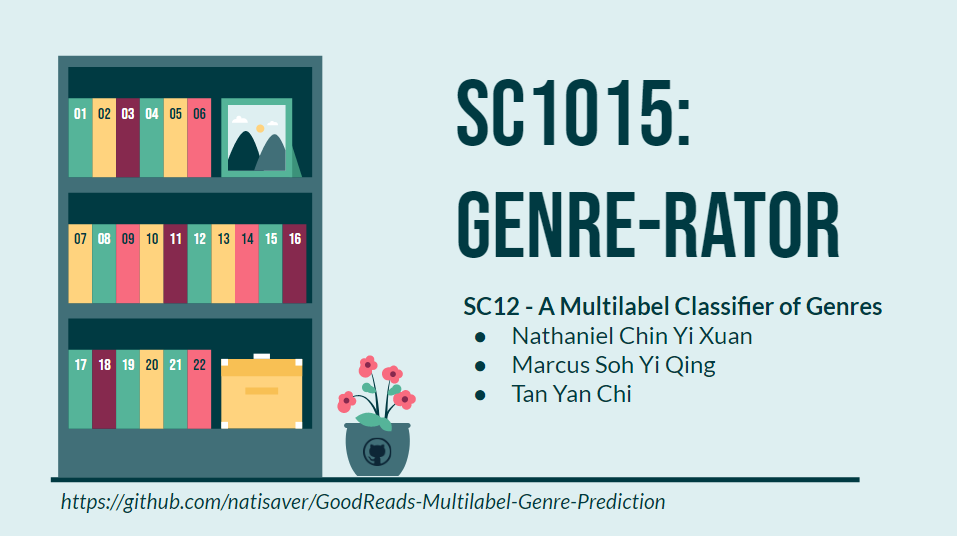 01 02 03 04 05 06
07 08 09 10 11 12 13 14 15 16
17 18 19 20 21 22
SC1015:
GENRE-RATOR
SC12 - A Multilabel Classifier of Genres
● Nathaniel Chin Yi Xuan
● Marcus Soh Yi Qing
● Tan Yan Chi
https://github.com/natisaver/GoodReads-Multilabel-Genre-Prediction